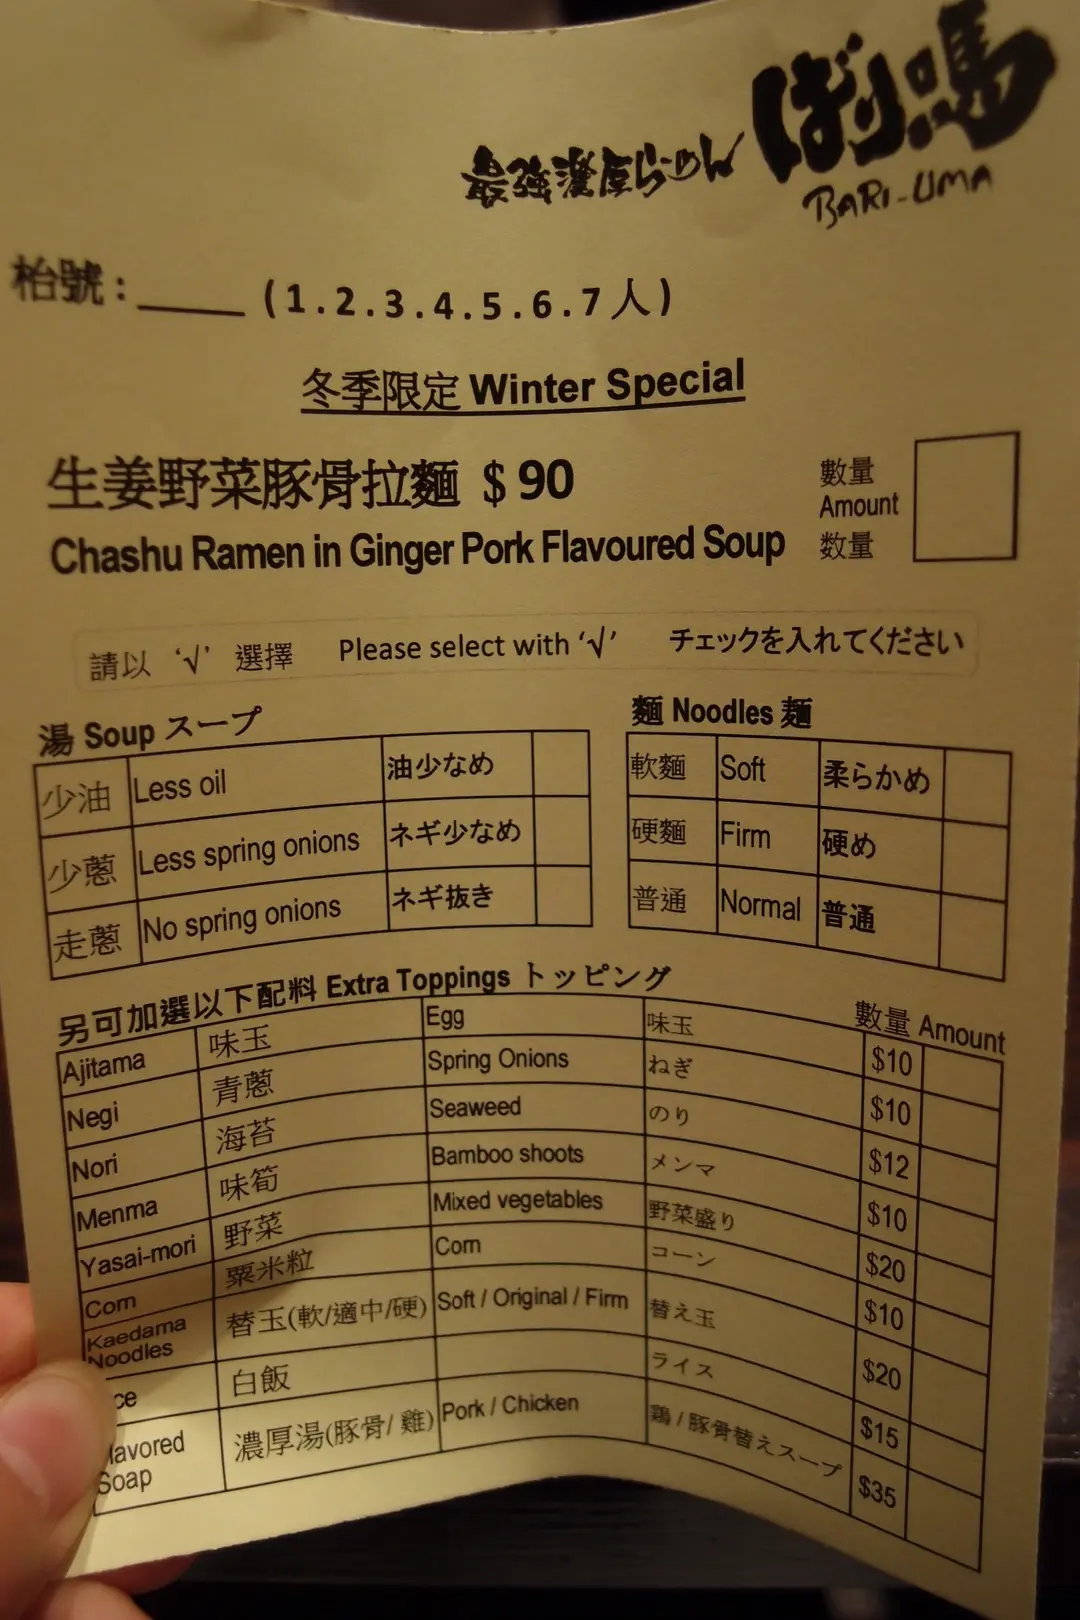 最強濃厚らーめん ばり馬
BARI-UMA
枱號：____ (1.2.3.4.5.6.7人)
冬季限定 Winter Special
生姜野菜豚骨拉麵 $90
Chashu Ramen in Ginger Pork Flavoured Soup
數量
Amount
数量
請以 ‘√’ 選擇 Please select with ‘√’ チェックを入れてください
湯 Soup スープ
少油 Less oil 油少なめ
少蔥 Less spring onions ネギ少なめ
走蔥 No spring onions ネギ抜き
麵 Noodles 麺
軟麵 Soft 柔らかめ
硬麵 Firm 硬め
普通 Normal 普通
另可加選以下配料 Extra Toppings トッピング 數量 Amount
Ajitama 味玉 Egg 味玉 $10
Negi 青蔥 Spring Onions ねぎ $10
Nori 海苔 Seaweed のり $12
Menma 味筍 Bamboo shoots メンマ $10
Yasai-mori 野菜 Mixed vegetables 野菜盛り $20
Corn 粟米粒 Corn コーン $10
Kaedama Noodles 替玉(軟/適中/硬) Soft / Original / Firm 替え玉 $20
ce 白飯 ライス $15
lavored Soap 濃厚湯(豚骨/雞) Pork / Chicken 鶏/豚骨替えスープ $35